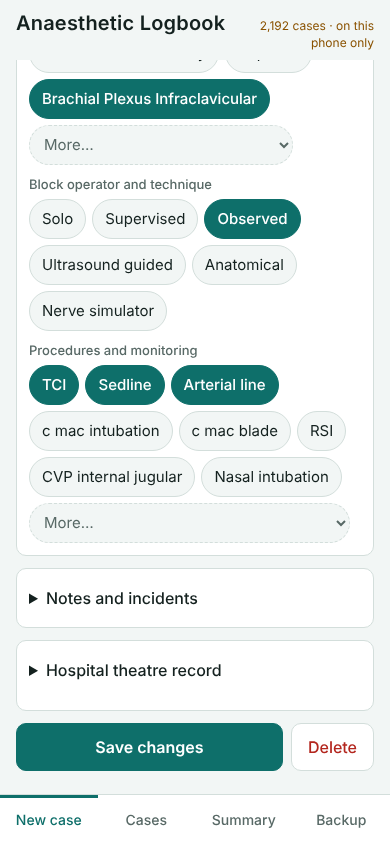 Anaesthetic Logbook
2,192 cases · on this
phone only
Brachial Plexus Infraclavicular
More...
Block operator and technique
Solo Supervised Observed
Ultrasound guided Anatomical
Nerve simulator
Procedures and monitoring
TCI Sedline Arterial line
c mac intubation c mac blade RSI
CVP internal jugular Nasal intubation
More...
Notes and incidents
Hospital theatre record
Save changes Delete
New case Cases Summary Backup